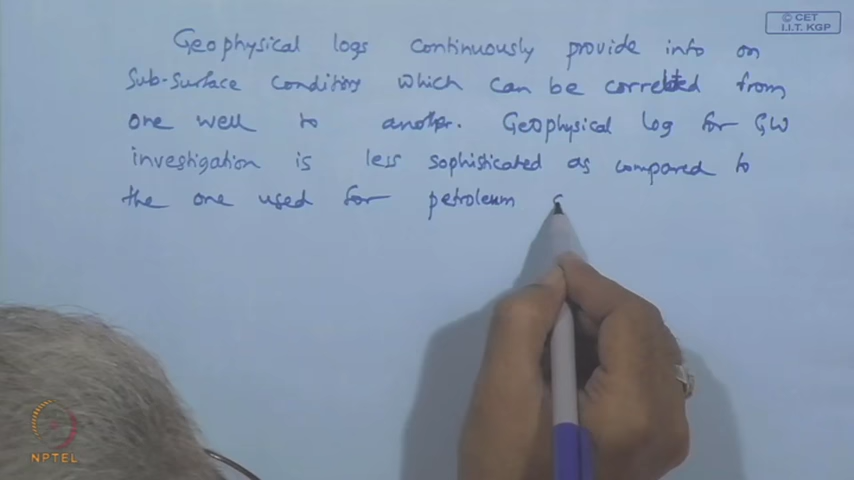 © CET
I.I.T. KGP
Geophysical logs continuously provide info on
Sub-surface conditions which can be correlated from
one well to another. Geophysical log for GW
investigation is less sophisticated as compared to
the one used for petroleum
NPTEL